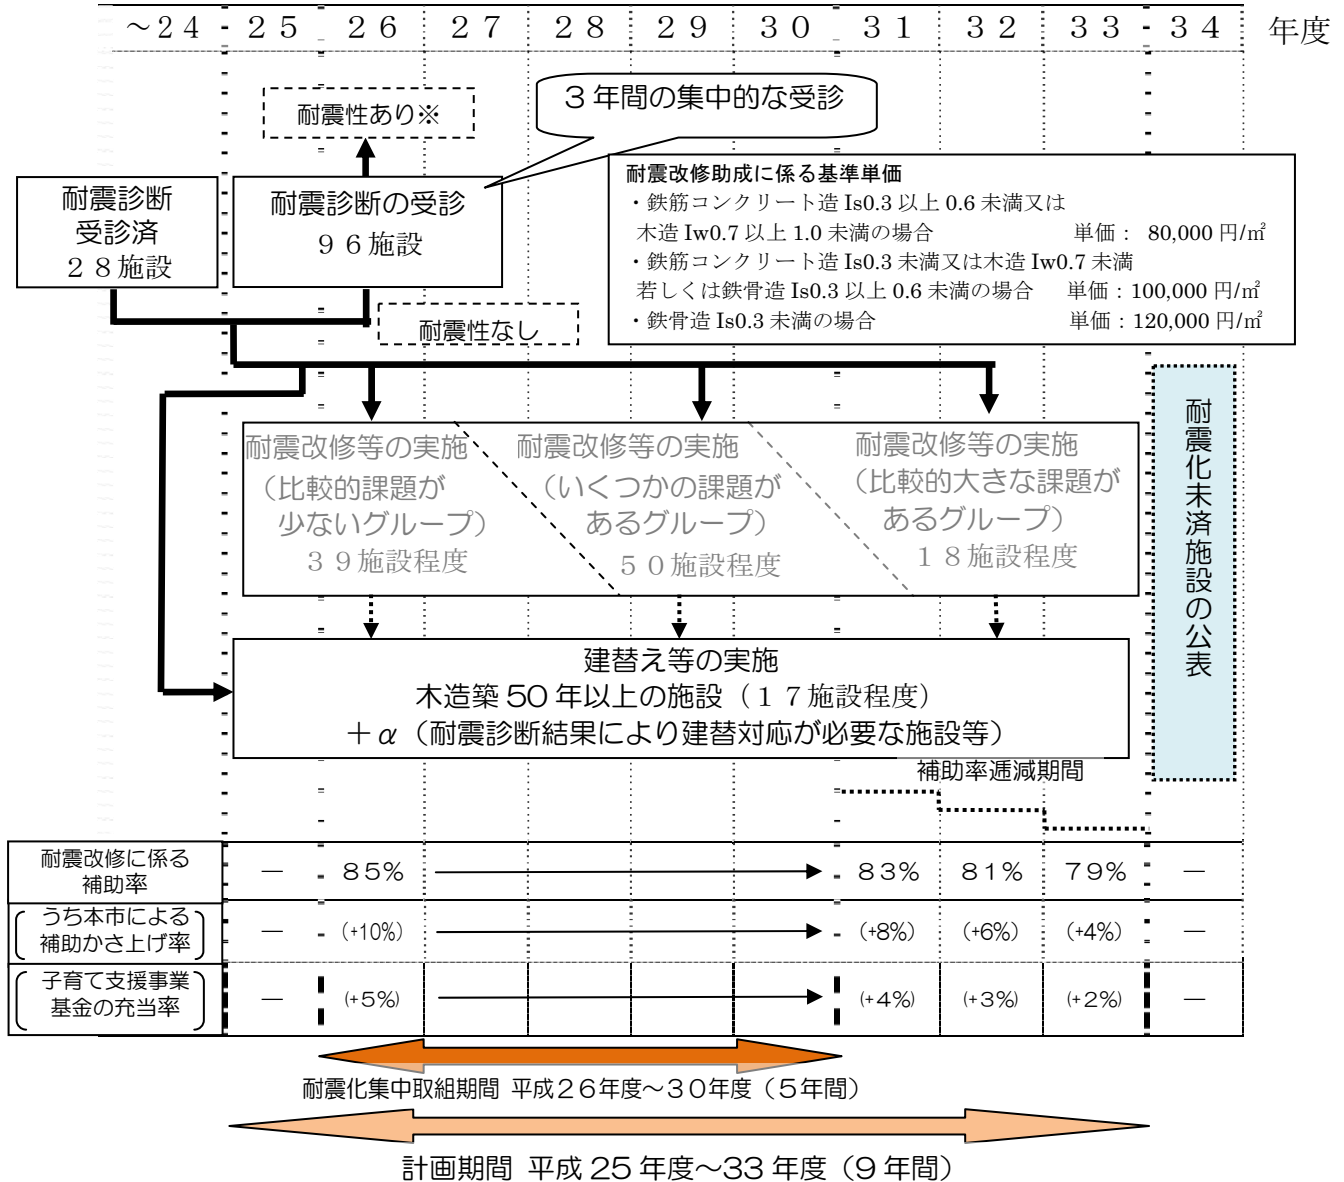 ～２４ ２５ ２６ ２７ ２８ ２９ ３０ ３１ ３２ ３３ ３４ 年度
耐震性あり※
３年間の集中的な受診
耐震診断
受診済
２８施設
耐震診断の受診
９６施設
耐震改修助成に係る基準単価
・鉄筋コンクリート造 Is0.3 以上 0.6 未満又は
木造 Iw0.7 以上 1.0 未満の場合 単価： 80,000 円/㎡
・鉄筋コンクリート造 Is0.3 未満又は木造 Iw0.7 未満
若しくは鉄骨造 Is0.3 以上 0.6 未満の場合 単価：100,000 円/㎡
・鉄骨造 Is0.3 未満の場合 単価：120,000 円/㎡
耐震性なし
耐震改修等の実施
（比較的課題が
少ないグループ）
３９施設程度
耐震改修等の実施
（いくつかの課題が
あるグループ）
５０施設程度
耐震改修等の実施
（比較的大きな課題が
あるグループ）
１８施設程度
耐震化未済施設の公表
建替え等の実施
木造築 50 年以上の施設（１７施設程度）
＋α（耐震診断結果により建替対応が必要な施設等）
補助率逓減期間
耐震改修に係る
補助率
－ 85% 83% 81% 79% －
うち本市による
補助かさ上げ率
－ (+10%) (+8%) (+6%) (+4%) －
子育て支援事業
基金の充当率
－ (+5%) (+4%) (+3%) (+2%) －
耐震化集中取組期間 平成２６年度～３０年度（５年間）
計画期間 平成 25 年度～33 年度（9 年間）